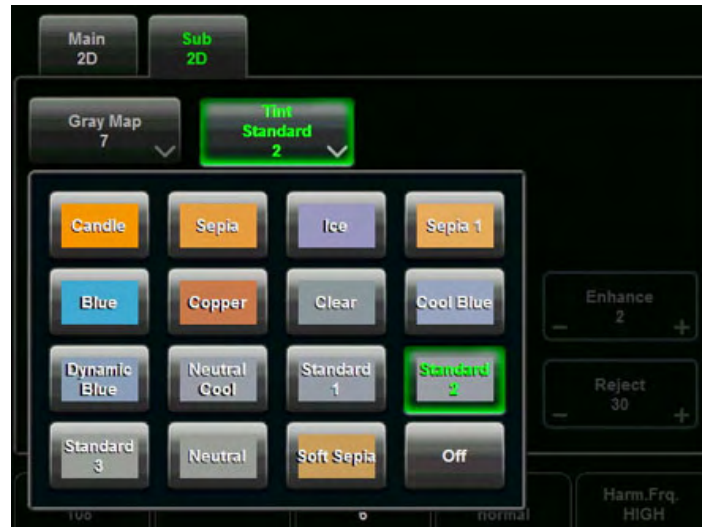 Main
2D
Sub
2D
Gray Map
7
Tint
Standard
2
Candle
Sepia
Ice
Sepia 1
Blue
Copper
Clear
Cool Blue
Dynamic
Blue
Neutral
Cool
Standard
1
Standard
2
Standard
3
Neutral
Soft Sepia
Off
Enhance
2
- +
Reject
30
- +
108
6
normal
Harm.Frq.
HIGH